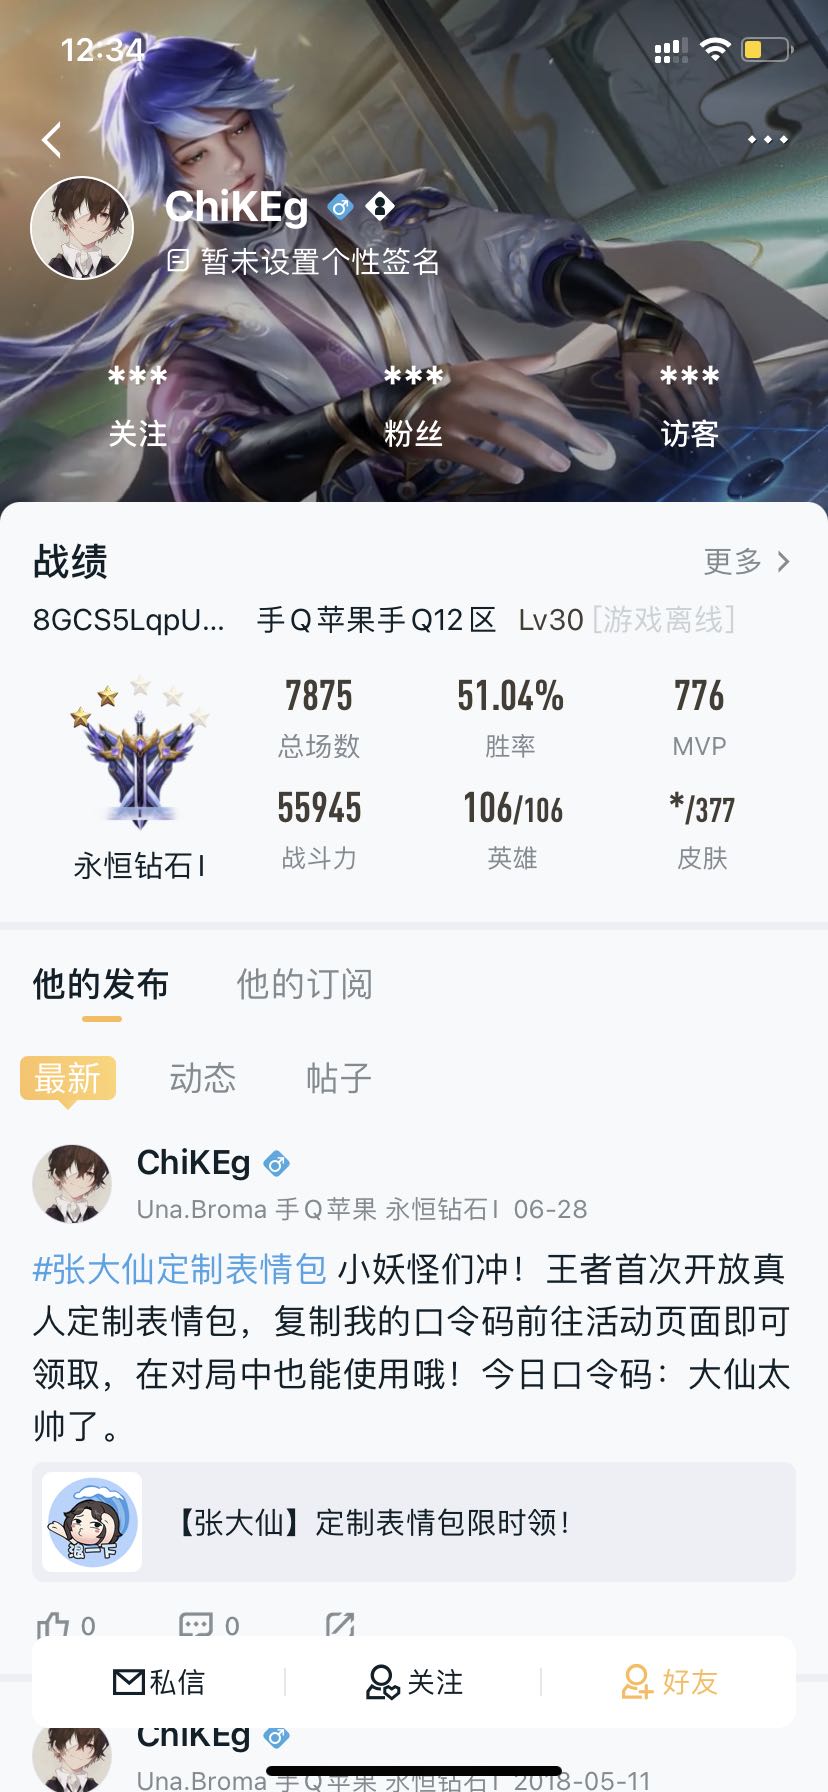 12:34
ChiKEg
暂未设置个性签名
***
***
***
关注
粉丝
访客
战绩
更多
8GCS5LqpU... 手Q苹果手Q12区 Lv30 [游戏离线]
7875
51.04%
776
总场数
胜率
MVP
55945
106/106
*/377
战斗力
英雄
皮肤
永恒钻石I
他的发布
他的订阅
最新
动态
帖子
ChiKEg
Una.Broma 手Q苹果 永恒钻石I 06-28
#张大仙定制表情包 小妖怪们冲！王者首次开放真
人定制表情包，复制我的口令码前往活动页面即可
领取，在对局中也能使用哦！今日口令码：大仙太
帅了。
浪一下
【张大仙】定制表情包限时领！
0
0
私信
关注
好友
ChiKEg
Una.Broma 手Q苹果 永恒钻石I 2018-05-11